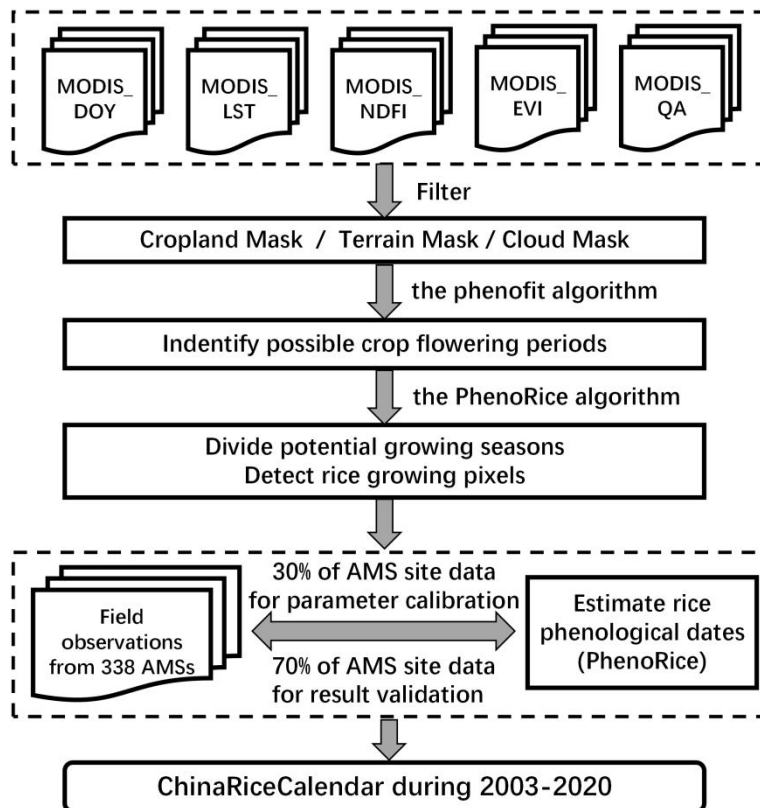 MODIS_
DOY
MODIS_
LST
MODIS_
NDFI
MODIS_
EVI
MODIS_
QA
Filter
Cropland Mask / Terrain Mask / Cloud Mask
the phenofit algorithm
Indentify possible crop flowering periods
the PhenoRice algorithm
Divide potential growing seasons
Detect rice growing pixels
Field
observations
from 338 AMSs
30% of AMS site data
for parameter calibration
70% of AMS site data
for result validation
Estimate rice
phenological dates
(PhenoRice)
ChinaRiceCalendar during 2003-2020